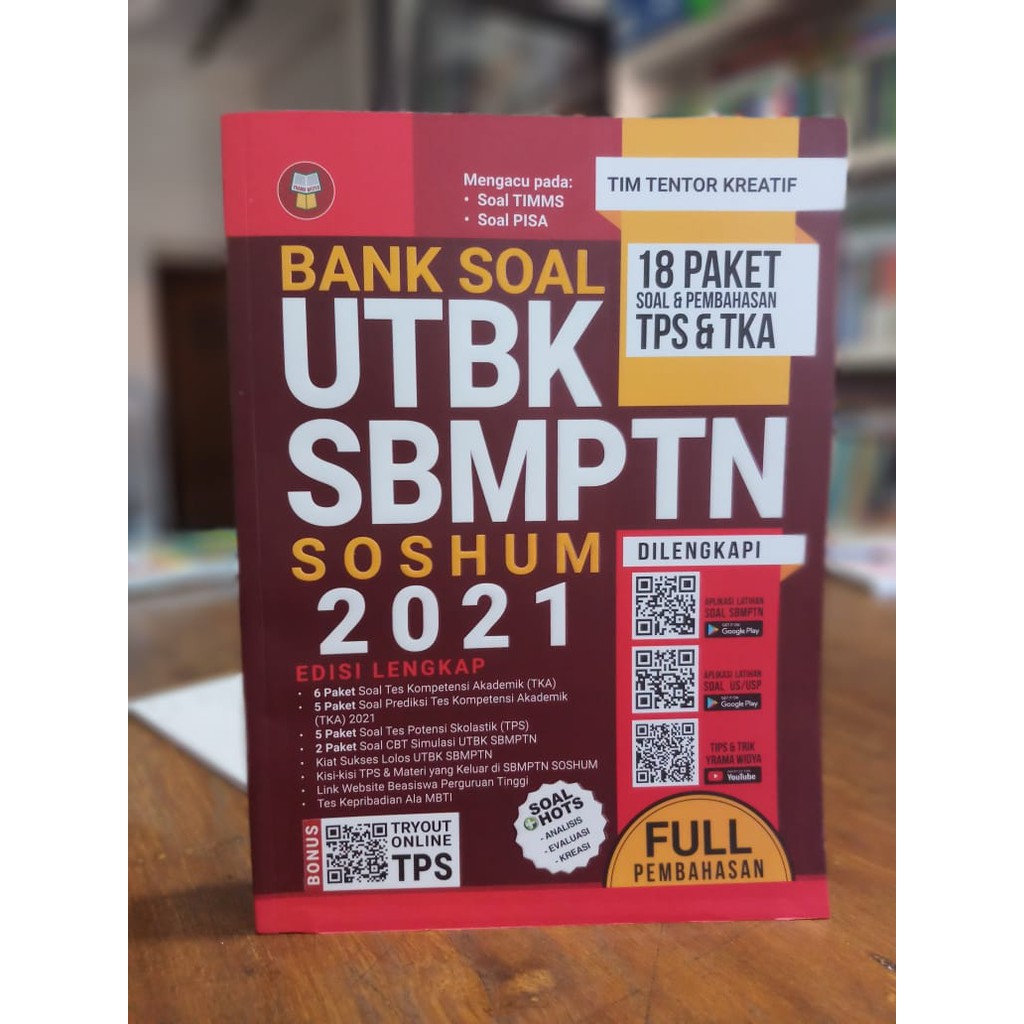 YRAMA WIDYA
Mengacu pada:
• Soal TIMMS
• Soal PISA
TIM TENTOR KREATIF
BANK SOAL
UTBK
SBMPTN
SOSHUM
2021
18 PAKET
SOAL & PEMBAHASAN
TPS & TKA
EDISI LENGKAP
• 6 Paket Soal Tes Kompetensi Akademik (TKA)
• 5 Paket Soal Prediksi Tes Kompetensi Akademik
(TKA) 2021
• 5 Paket Soal Tes Potensi Skolastik (TPS)
• 2 Paket Soal CBT Simulasi UTBK SBMPTN
• Kiat Sukses Lolos UTBK SBMPTN
• Kisi-kisi TPS & Materi yang Keluar di SBMPTN SOSHUM
• Link Website Beasiswa Perguruan Tinggi
• Tes Kepribadian Ala MBTI
DILENGKAPI
APLIKASI LATIHAN
SOAL SBMPTN
GET IT ON
Google Play
APLIKASI LATIHAN
SOAL US/USP
GET IT ON
Google Play
TIPS & TRIK
YRAMA WIDYA
YouTube
BONUS
TRYOUT
ONLINE
TPS
SOAL
HOTS
- ANALISIS
- EVALUASI
- KREASI
FULL
PEMBAHASAN